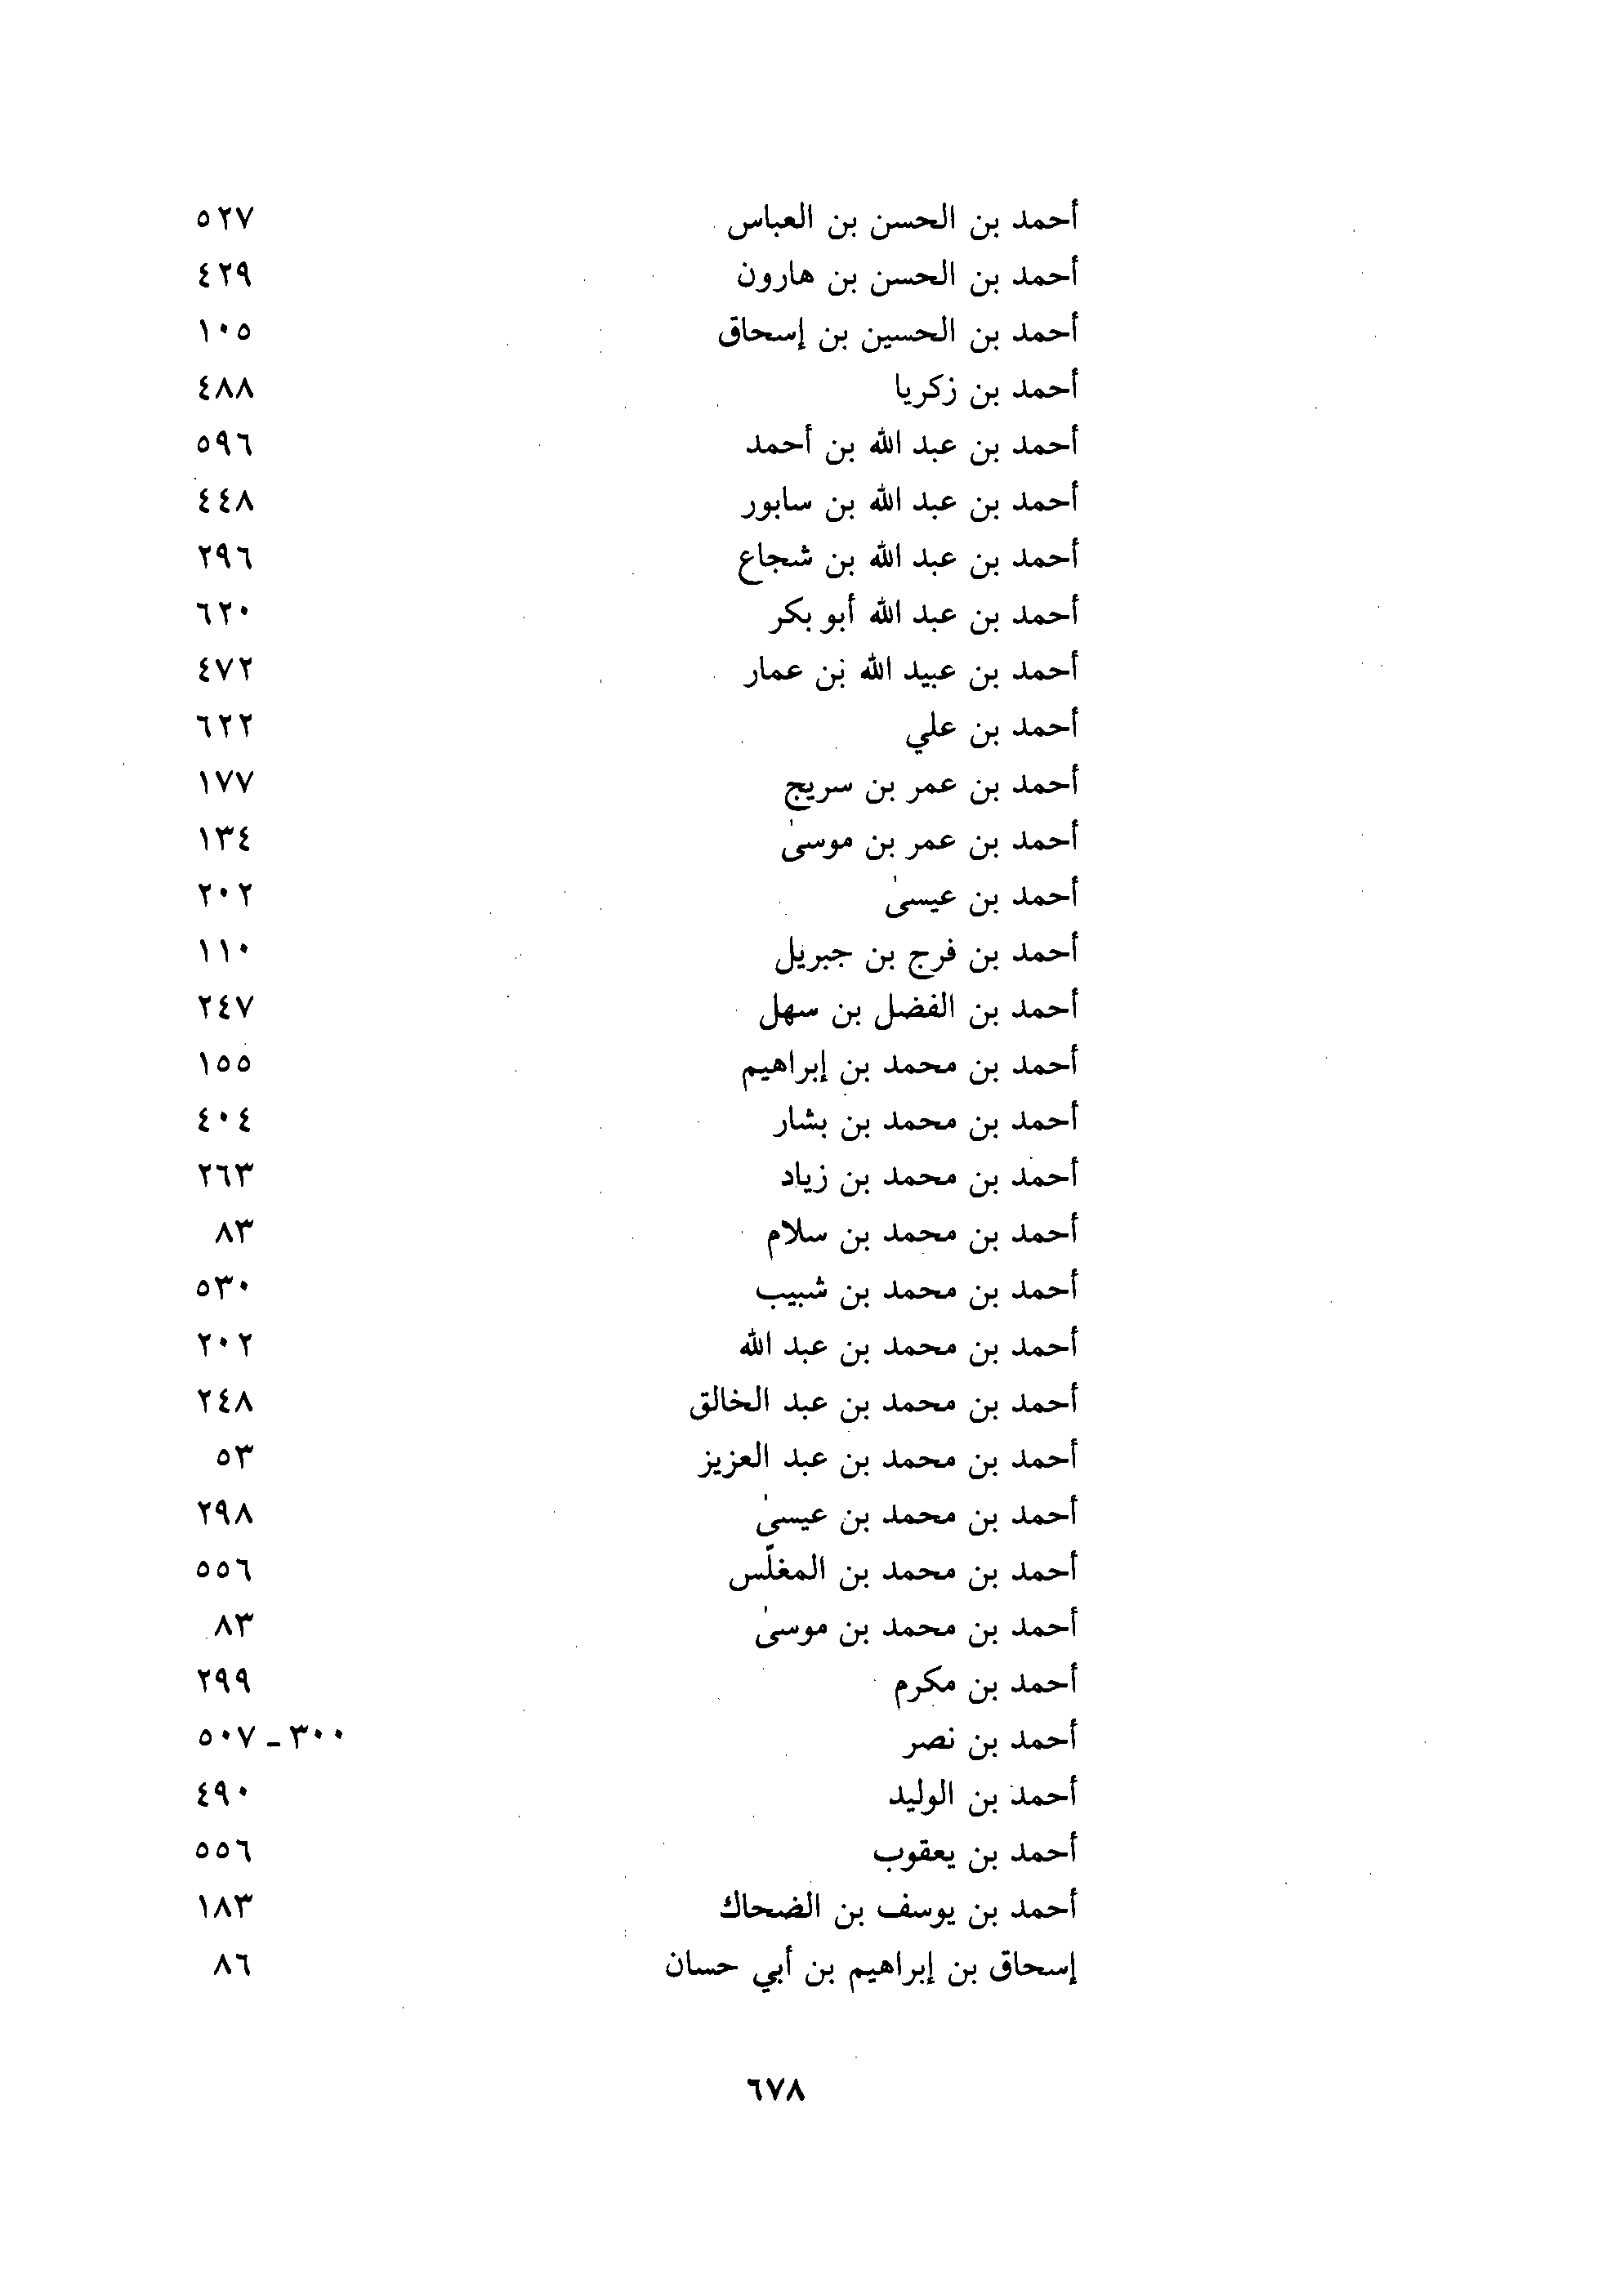 أحمد بن الحسن بن العباس ٥٢٧
أحمد بن الحسن بن هارون ٤٢٩
أحمد بن الحسين بن إسحاق ١٠٥
أحمد بن زكريا ٤٨٨
أحمد بن عبد الله بن أحمد ٥٩٦
أحمد بن عبد الله بن سابور ٤٤٨
أحمد بن عبد الله بن شجاع ٢٩٦
أحمد بن عبد الله أبو بكر ٦٢٠
أحمد بن عبيد الله بن عمار ٤٧٢
أحمد بن علي ٦٢٢
أحمد بن عمر بن سريج ١٧٧
أحمد بن عمر بن موسىٰ ١٣٤
أحمد بن عيسىٰ ٢٠٢
أحمد بن فرج بن جبريل ١١٠
أحمد بن الفضل بن سهل ٢٤٧
أحمد بن محمد بن إبراهيم ١٥٥
أحمد بن محمد بن بشار ٤٠٤
أحمد بن محمد بن زياد ٢٦٣
أحمد بن محمد بن سلام ٨٣
أحمد بن محمد بن شبيب ٥٣٠
أحمد بن محمد بن عبد الله ٢٠٢
أحمد بن محمد بن عبد الخالق ٢٤٨
أحمد بن محمد بن عبد العزيز ٥٣
أحمد بن محمد بن عيسىٰ ٢٩٨
أحمد بن محمد بن المغلّس ٥٥٦
أحمد بن محمد بن موسىٰ ٨٣
أحمد بن مكرم ٢٩٩
أحمد بن نصر ٣٠٠ - ٥٠٧
أحمد بن الوليد ٤٩٠
أحمد بن يعقوب ٥٥٦
أحمد بن يوسف بن الضحاك ١٨٣
إسحاق بن إبراهيم بن أبي حسان ٨٦
٦٧٨